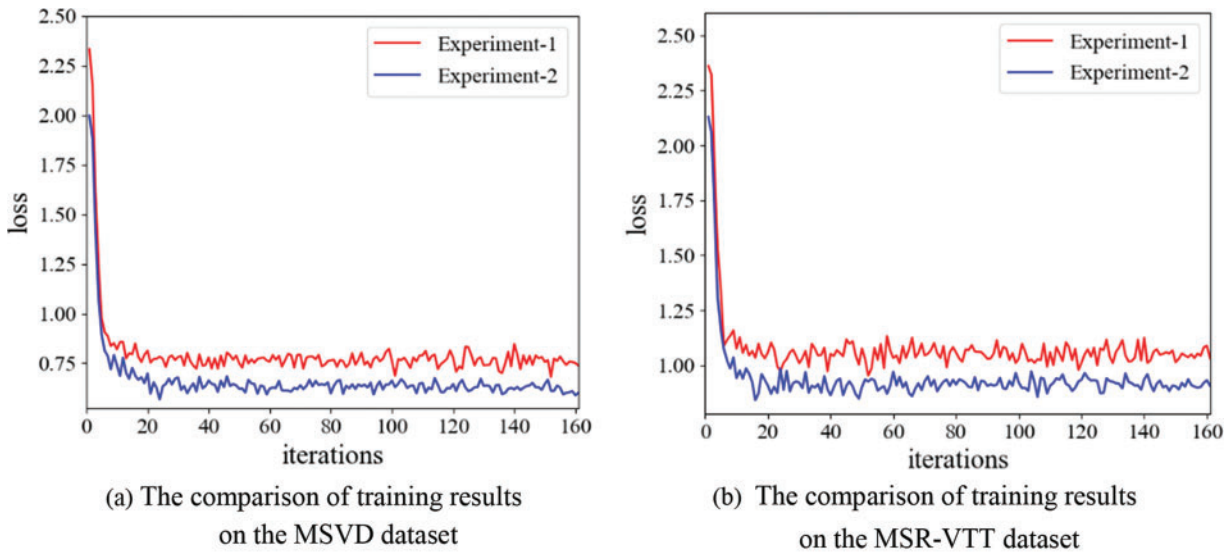 2.50
2.25
2.00
1.75
1.50
1.25
1.00
0.75
loss
Experiment-1
Experiment-2
0 20 40 60 80 100 120 140 160
iterations
(a) The comparison of training results
on the MSVD dataset
2.50
2.25
2.00
1.75
1.50
1.25
1.00
loss
Experiment-1
Experiment-2
0 20 40 60 80 100 120 140 160
iterations
(b) The comparison of training results
on the MSR-VTT dataset